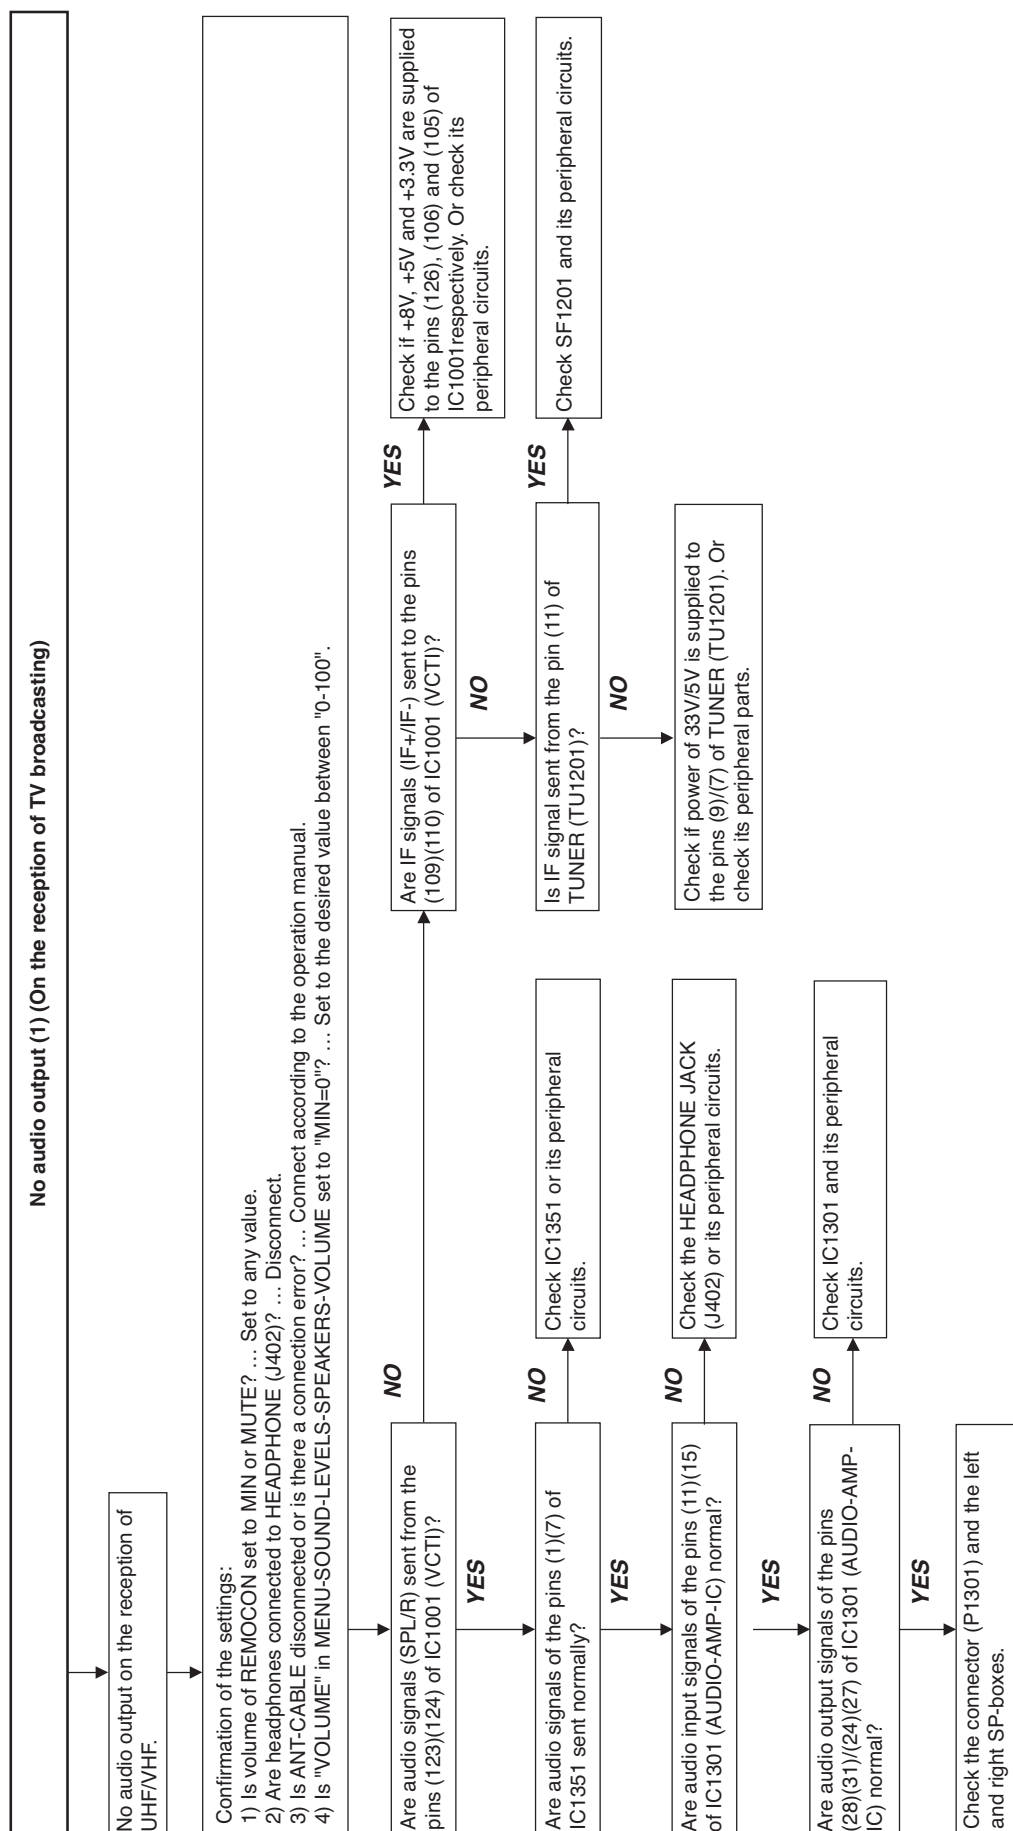 No audio output (1) (On the reception of TV broadcasting)
No audio output on the reception of
UHF/VHF.
Confirmation of the settings:
1) Is volume of REMOCON set to MIN or MUTE? … Set to any value.
2) Are headphones connected to HEADPHONE (J402)? … Disconnect.
3) Is ANT-CABLE disconnected or is there a connection error? … Connect according to the operation manual.
4) Is "VOLUME" in MENU-SOUND-LEVELS-SPEAKERS-VOLUME set to "MIN=0"? … Set to the desired value between "0-100".
Are audio signals (SPL/R) sent from the
pins (123)(124) of IC1001 (VCTI)?
NO
Are IF signals (IF+/IF-) sent to the pins
(109)(110) of IC1001 (VCTI)?
YES
Check if +8V, +5V and +3.3V are supplied
to the pins (126), (106) and (105) of
IC1001respectively. Or check its
peripheral circuits.
YES
NO
Are audio signals of the pins (1)(7) of
IC1351 sent normally?
NO
Check IC1351 or its peripheral
circuits.
Is IF signal sent from the pin (11) of
TUNER (TU1201)?
YES
Check SF1201 and its peripheral circuits.
YES
NO
Are audio input signals of the pins (11)(15)
of IC1301 (AUDIO-AMP-IC) normal?
NO
Check the HEADPHONE JACK
(J402) or its peripheral circuits.
Check if power of 33V/5V is supplied to
the pins (9)/(7) of TUNER (TU1201). Or
check its peripheral parts.
YES
Are audio output signals of the pins
(28)(31)/(24)(27) of IC1301 (AUDIO-AMP-
IC) normal?
NO
Check IC1301 and its peripheral
circuits.
YES
Check the connector (P1301) and the left
and right SP-boxes.